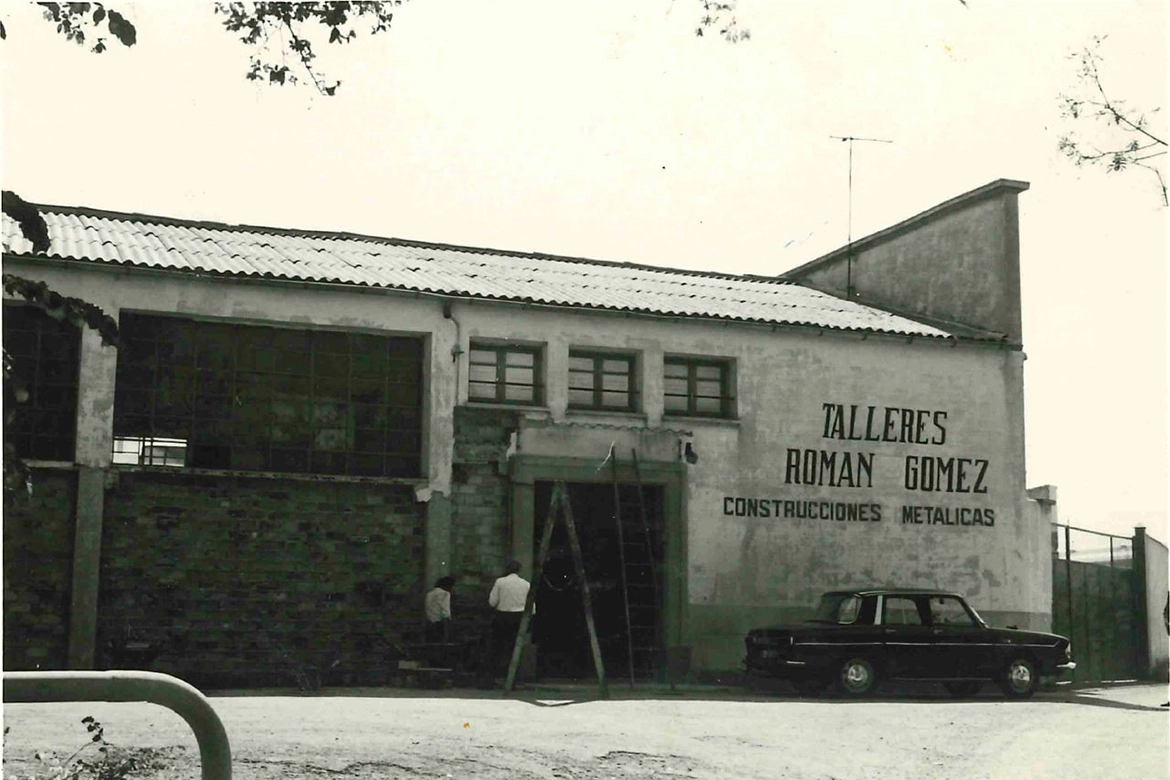 TALLERES
ROMAN GOMEZ
CONSTRUCCIONES METALICAS